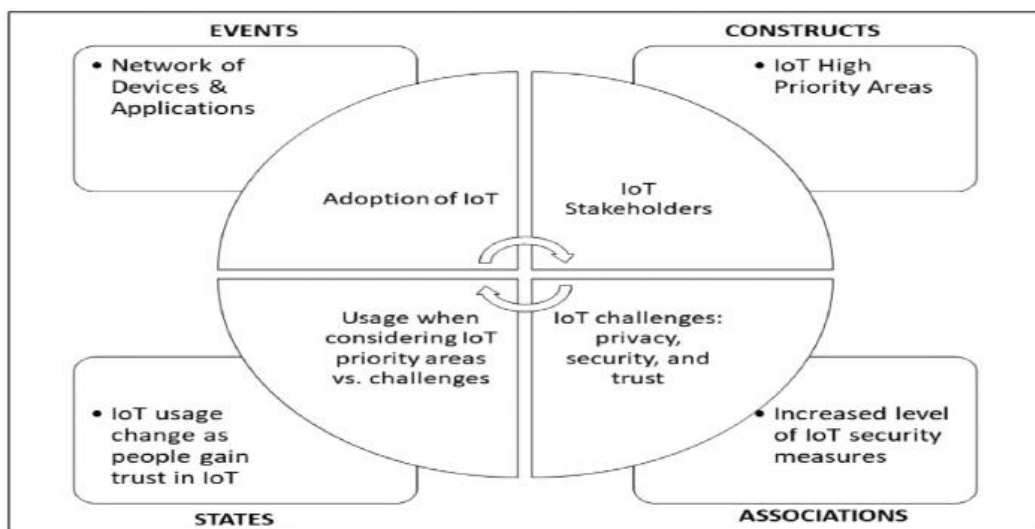 EVENTS
• Network of
Devices &
Applications
Adoption of IoT
CONSTRUCTS
• IoT High
Priority Areas
IoT
Stakeholders
Usage when
considering IoT
priority areas
vs. challenges
• IoT usage
change as
people gain
trust in IoT
STATES
IoT challenges:
privacy,
security, and
trust
• Increased level
of IoT security
measures
ASSOCIATIONS